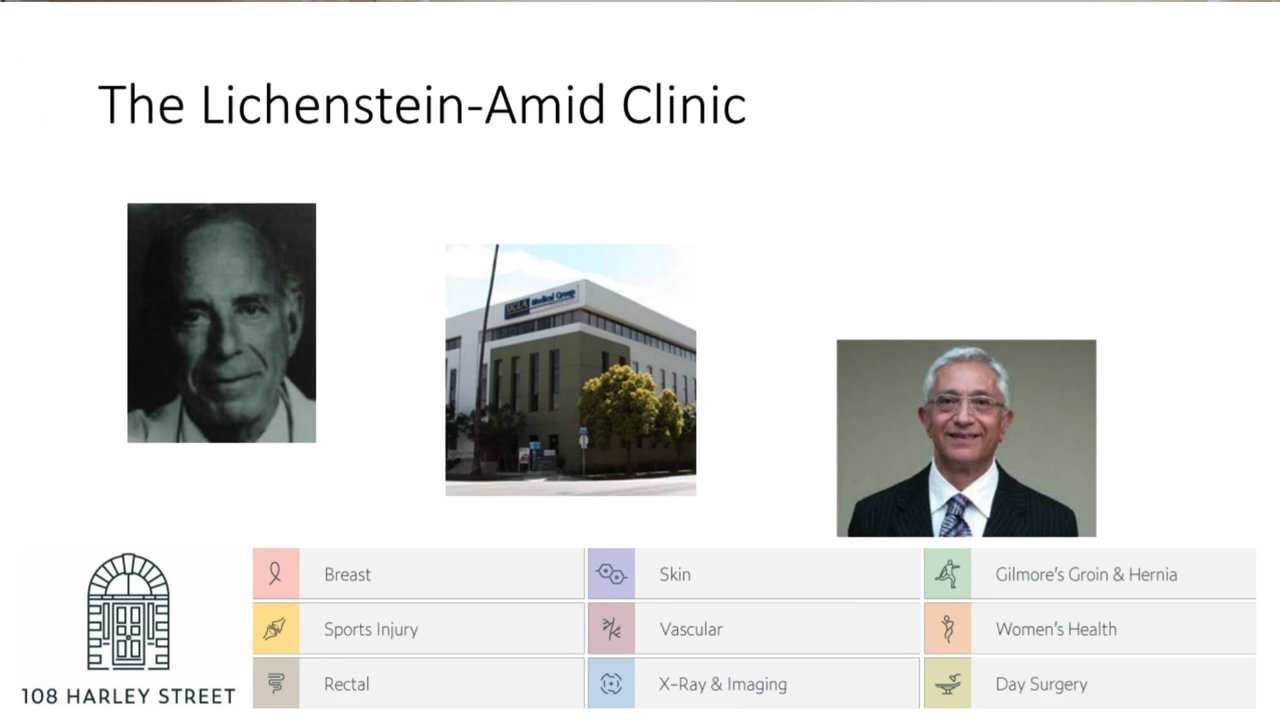 The Lichenstein-Amid Clinic
UCLA Medical Group
108 HARLEY STREET
Breast
Skin
Gilmore's Groin & Hernia
Sports Injury
Vascular
Women's Health
Rectal
X-Ray & Imaging
Day Surgery